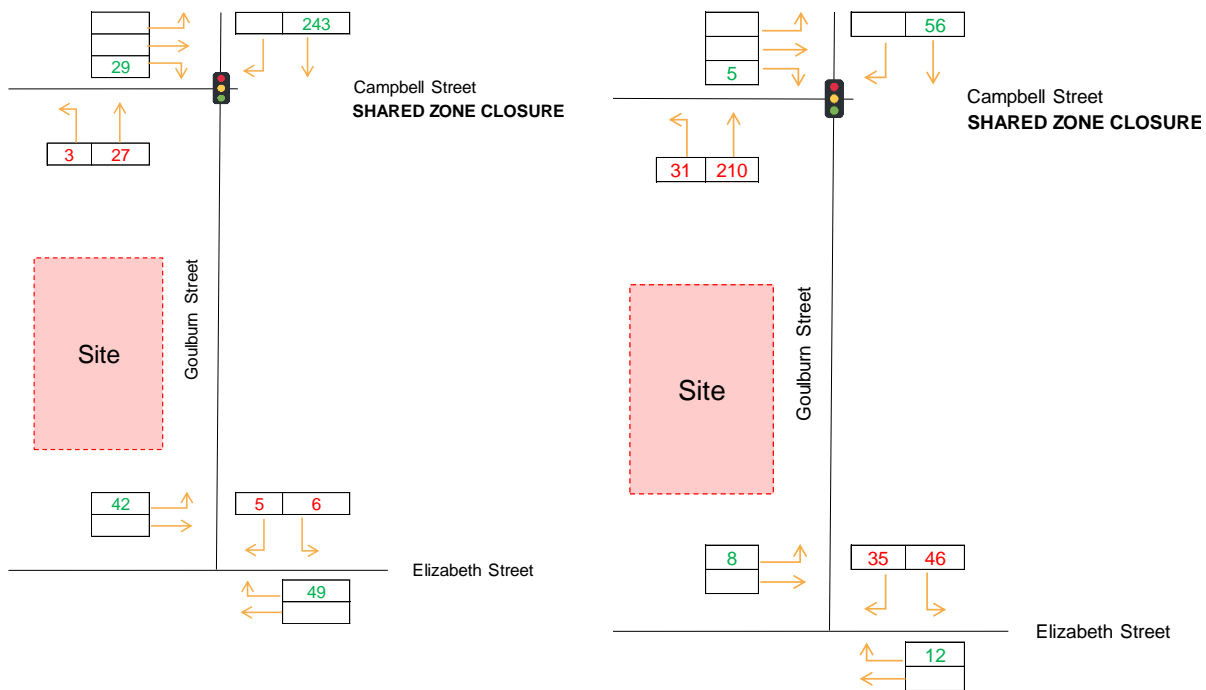 243
29
Campbell Street
SHARED ZONE CLOSURE
3 27
Goulburn Street
Site
42
5 6
Elizabeth Street
49
56
5
Campbell Street
SHARED ZONE CLOSURE
31 210
Goulburn Street
Site
8
35 46
Elizabeth Street
12